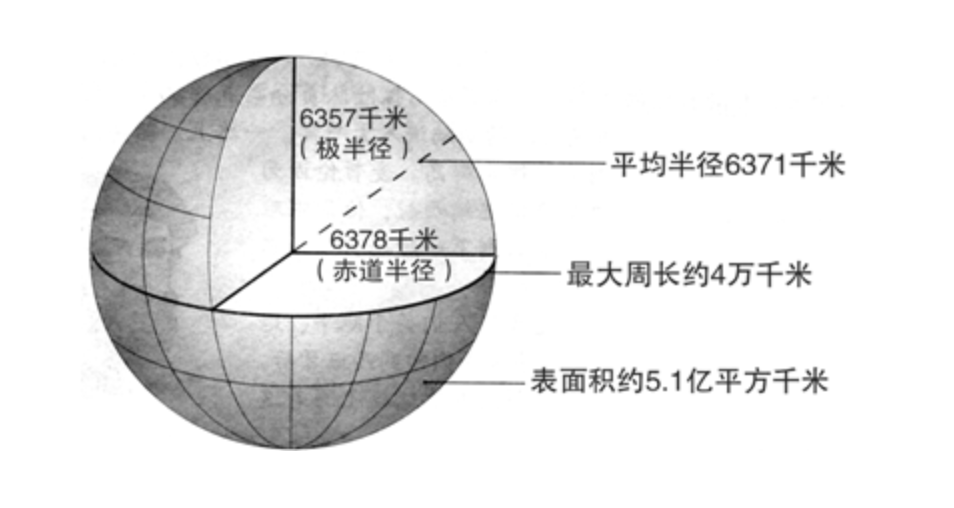 6357千米
（极半径）
平均半径6371千米
6378千米
（赤道半径）
最大周长约4万千米
表面积约5.1亿平方千米